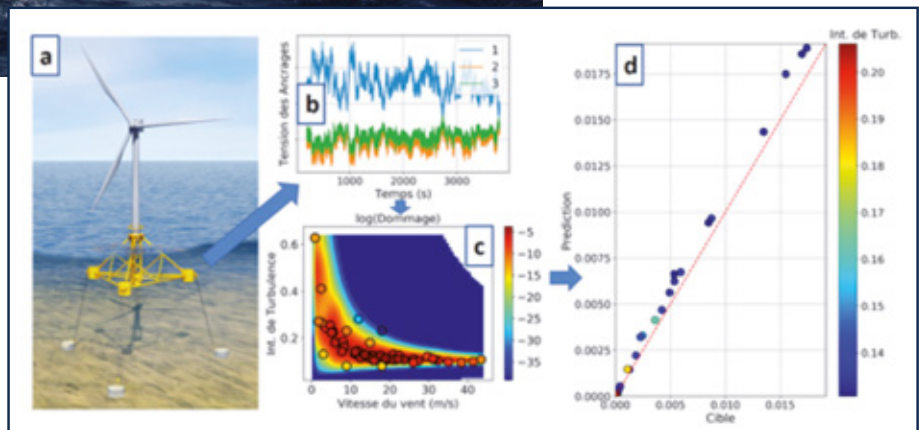 a
b
Tension des Ancrages
1
2
3
1000 2000 3000
Temps (s)
log(Dommage)
c
Int. de Turbulence
0.6
0.4
0.2
0 10 20 30 40
Vitesse du vent (m/s)
−5
−10
−15
−20
−25
−30
−35
d
Prediction
0.0175
0.0150
0.0125
0.0100
0.0075
0.0050
0.0025
0.0000
0.000 0.005 0.010 0.015
Cible
Int. de Turb.
0.20
0.19
0.18
0.17
0.16
0.15
0.14